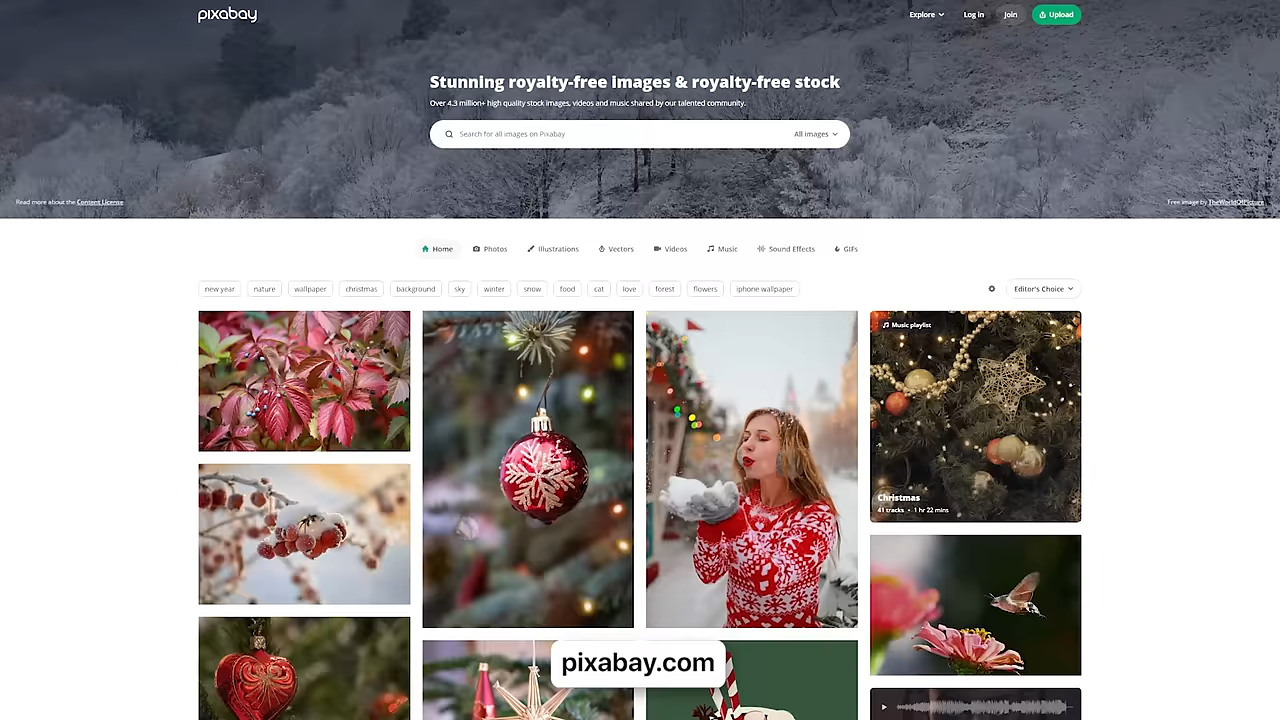 pixabay
Explore
Log in
Join
Upload
Stunning royalty-free images & royalty-free stock
Over 4.3 million+ high quality stock images, videos and music shared by our talented community.
Search for all images on Pixabay
All images
Read more about the Content License
Free image by TheWorldOfPicture
Home
Photos
Illustrations
Vectors
Videos
Music
Sound Effects
GIFs
new year
nature
wallpaper
christmas
background
sky
winter
snow
food
cat
love
forest
flowers
iphone wallpaper
Editor's Choice
Music playlist
Christmas
41 tracks • 1 hr 22 mins
pixabay.com